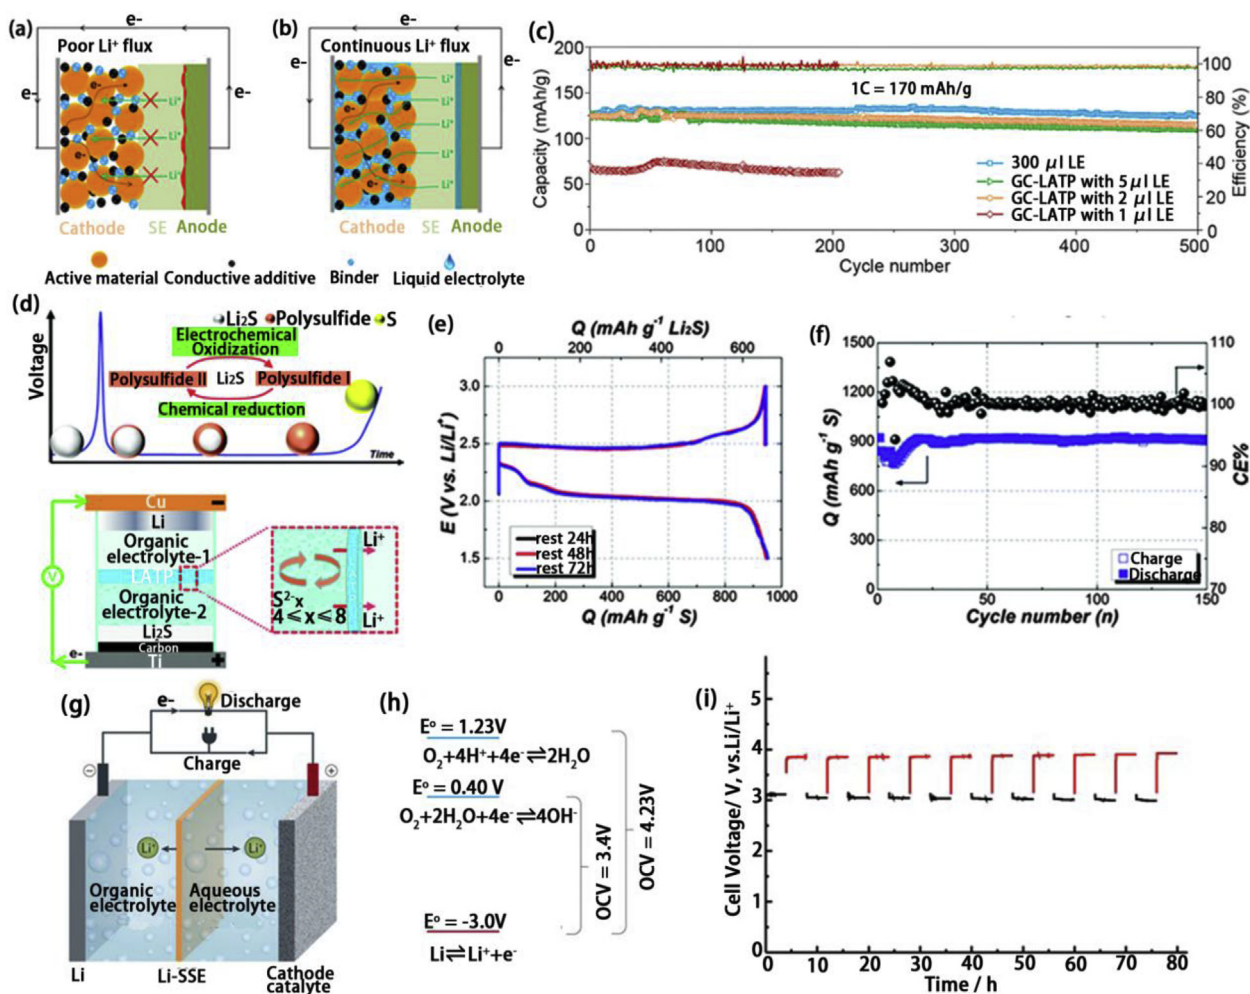 (a)
e-
Poor Li⁺ flux
e-
e-
e-
Li⁺
Li⁺
e-
Li⁺
Cathode SE Anode
(b)
e-
Continuous Li⁺ flux
e-
e-
e-
Li⁺
Li⁺
Li⁺
Li⁺
e-
Li⁺
Cathode SE Anode
Active material
Conductive additive
Binder
Liquid electrolyte
(c)
Capacity (mAh/g)
200
150
100
50
0
1C = 170 mAh/g
300 μl LE
GC-LATP with 5 μl LE
GC-LATP with 2 μl LE
GC-LATP with 1 μl LE
100
80
60
40
20
0
Efficiency (%)
0 100 200 300 400 500
Cycle number
(d)
Voltage
Li₂S Polysulfide S
Electrochemical
Oxidization
Polysulfide II Li₂S Polysulfide I
Chemical reduction
Time
Cu
Li
Organic
electrolyte-1
LATP
Organic
electrolyte-2
Li₂S
Carbon
Ti
V
e-
−
+
Li⁺
S²⁻x
4 ≤ x ≤ 8
Li⁺
(e)
Q (mAh g⁻¹ Li₂S)
0 200 400 600
E (V vs. Li/Li⁺)
3.0
2.5
2.0
1.5
rest 24H
rest 48H
rest 72H
0 200 400 600 800 1000
Q (mAh g⁻¹ S)
(f)
Q (mAh g⁻¹ S)
1500
1200
900
600
300
0
110
100
90
80
70
CE%
Charge
Discharge
0 50 100 150
Cycle number (n)
(g)
e-
Discharge
Charge
−
+
Li⁺
Li⁺
Organic
electrolyte
Aqueous
electrolyte
Li
Li-SSE
Cathode
catalyte
(h)
Eº = 1.23V
O₂+4H⁺+4e⁻⇌2H₂O
Eº = 0.40 V
O₂+2H₂O+4e⁻⇌4OH⁻
Eº = -3.0V
Li⇌Li⁺+e⁻
OCV = 3.4V
OCV = 4.23V
(i)
Cell Voltage/ V, vs.Li/Li⁺
5
4
3
2
1
0
0 10 20 30 40 50 60 70 80
Time / h